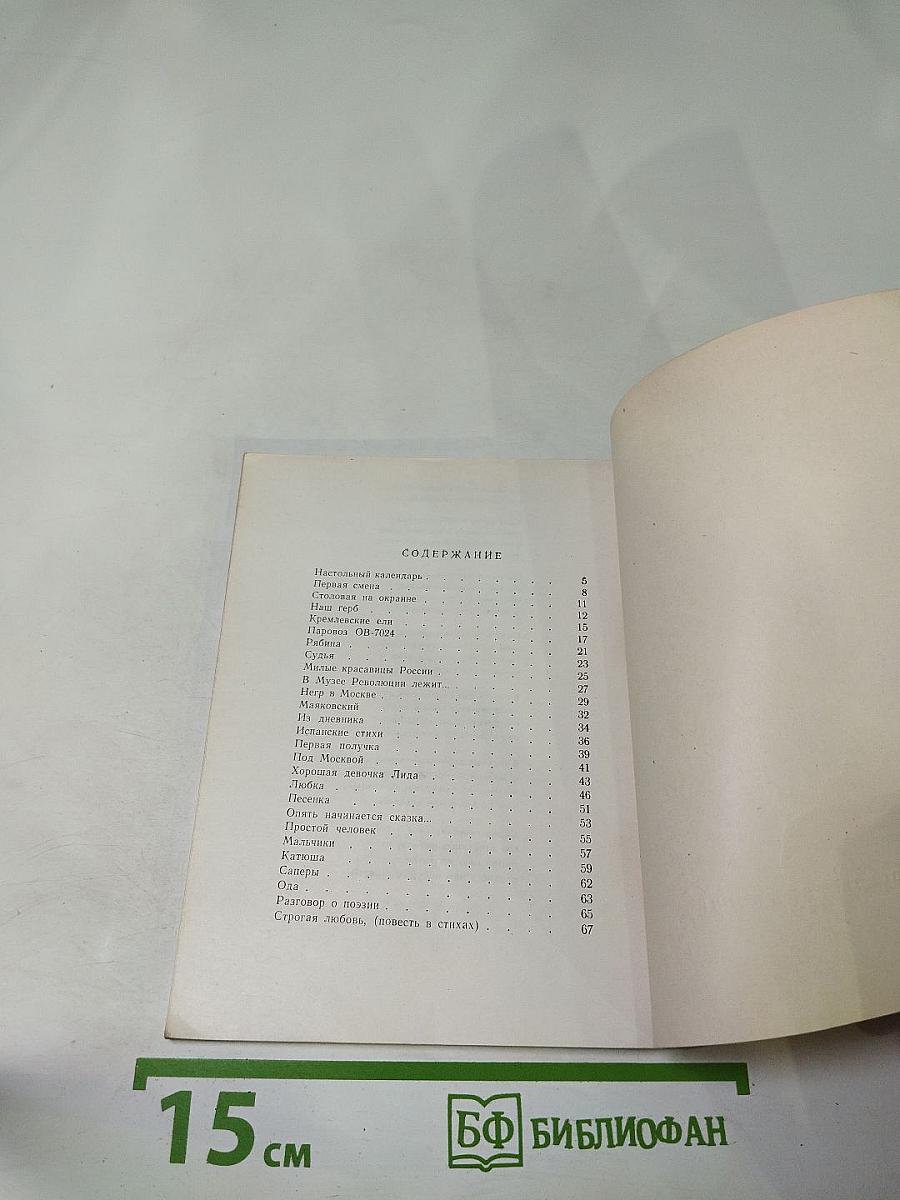 СОДЕРЖАНИЕ
Настольный календарь . . . . . . . 5
Первая смена . . . . . . . . 8
Столовая на окраине . . . . . . . 11
Наш герб . . . . . . . . 12
Кремлевские ели . . . . . . . 15
Паровоз ОВ-7024 . . . . . . . 17
Рябина . . . . . . . . . 21
Судья . . . . . . . . . 23
Милые красавицы России . . . . . . 25
В Музее Революции лежит... . . . . . 27
Негр в Москве . . . . . . . . 29
Маяковский . . . . . . . . 32
Из дневника . . . . . . . . 34
Испанские стихи . . . . . . . 36
Первая получка . . . . . . . . 39
Под Москвой . . . . . . . . 41
Хорошая девочка Лида . . . . . . 43
Любка . . . . . . . . . . 46
Песенка . . . . . . . . . 51
Опять начинается сказка... . . . . . 53
Простой человек . . . . . . . 55
Мальчики . . . . . . . . . 57
Катюша . . . . . . . . . 59
Саперы . . . . . . . . . . 62
Ода . . . . . . . . . . . 63
Разговор о поэзии . . . . . . . . 65
Строгая любовь, (повесть в стихах) . . . . 67
15 см
БФ БИБЛИОФАН